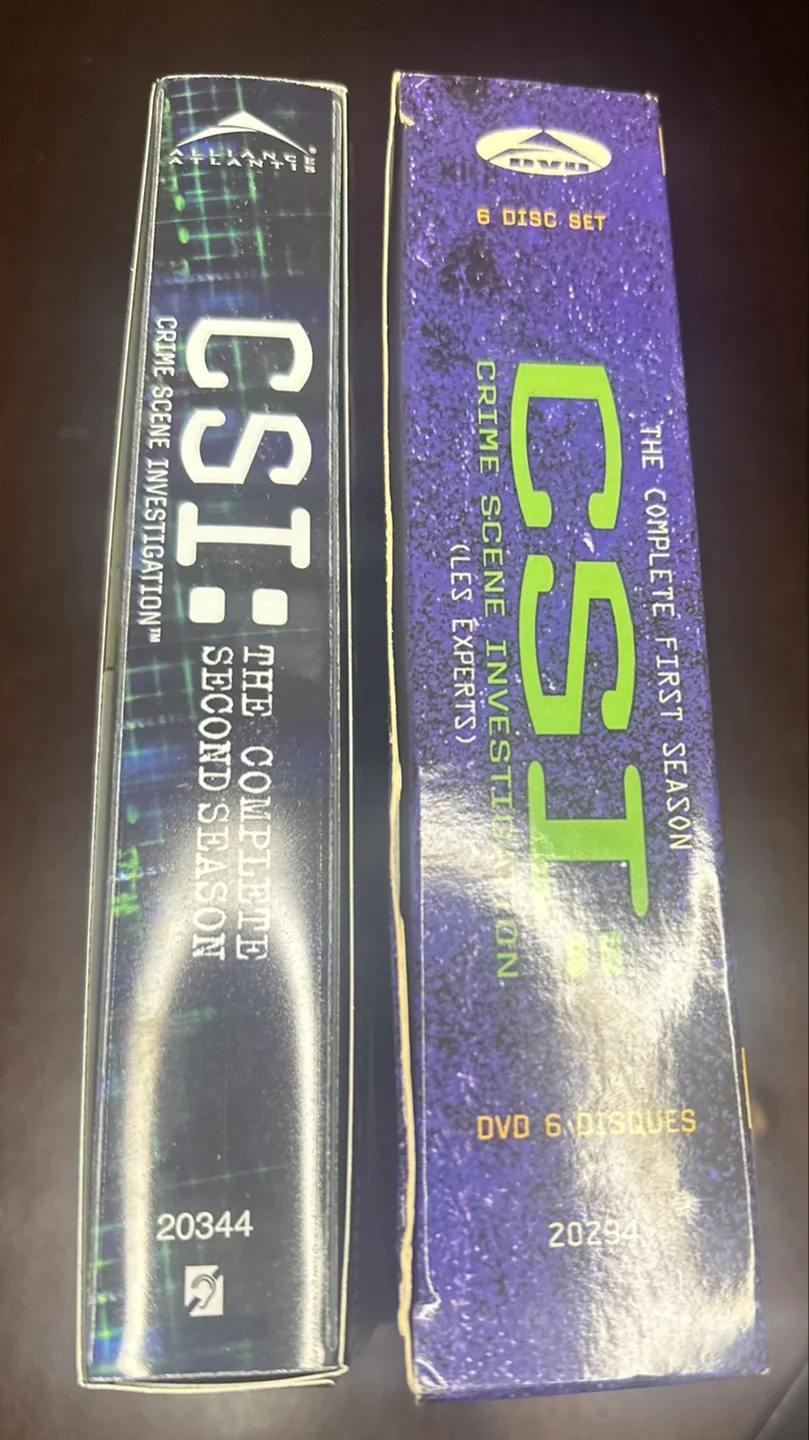 ALLIANCE
ATLANTIS
CSI:
CRIME SCENE INVESTIGATION™
THE COMPLETE
SECOND SEASON
20344
DVD
6 DISC SET
THE COMPLETE FIRST SEASON
CSI:
CRIME SCENE INVESTIGATION
(LES EXPERTS)
DVD 6 DISQUES
20294